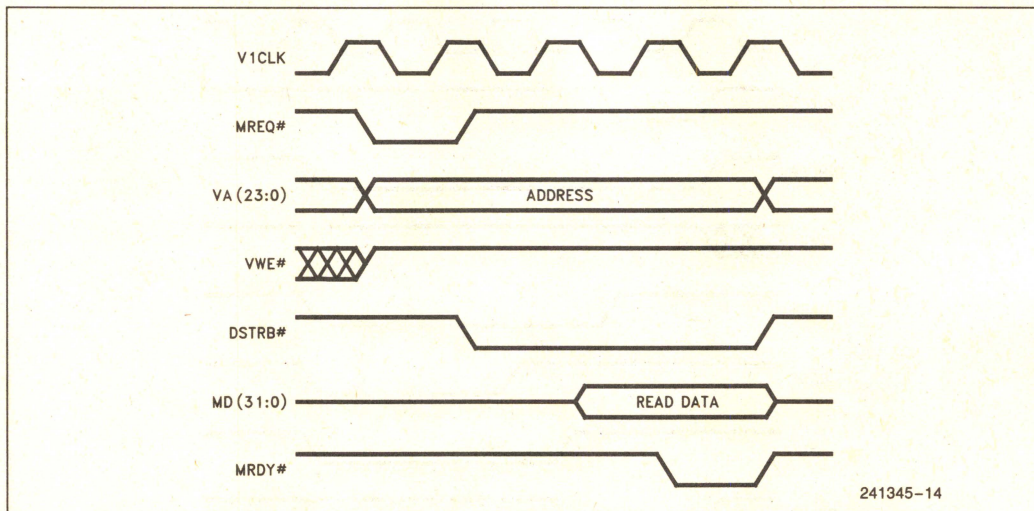 V1CLK
MREQ#
VA (23:0)
ADDRESS
VWE#
DSTRB#
MD (31:0)
READ DATA
MRDY#
241345-14